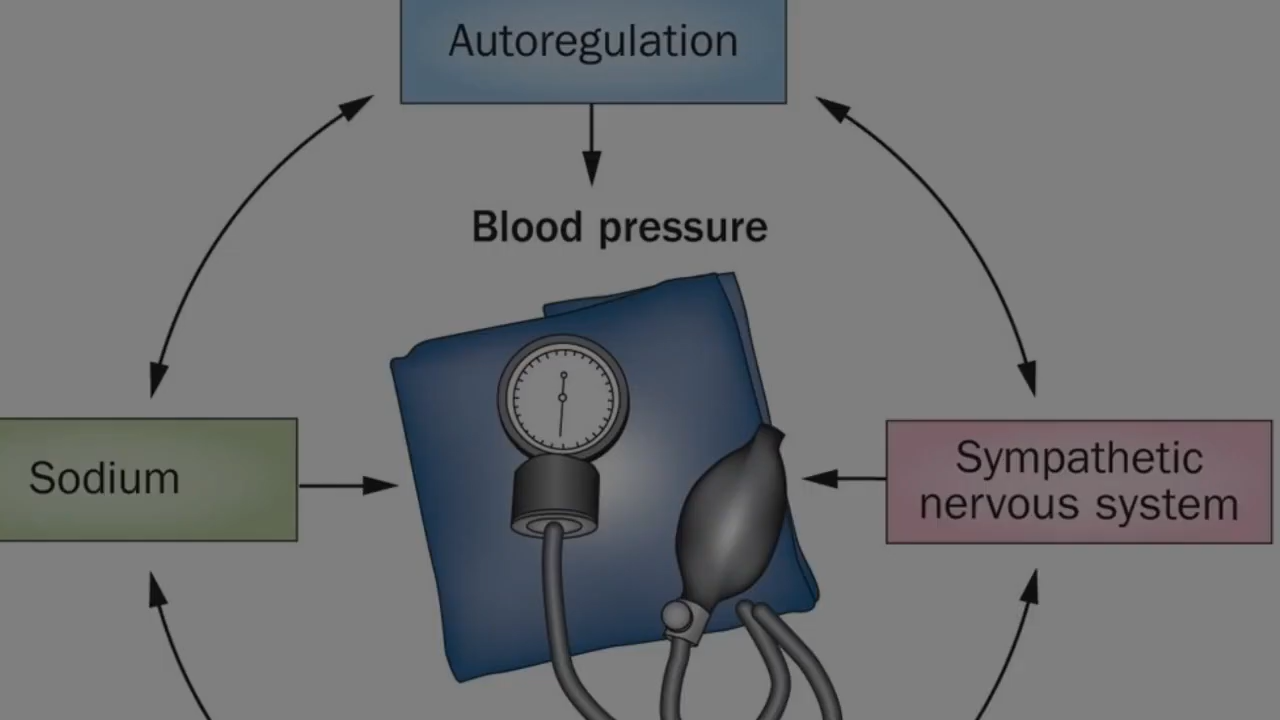 Autoregulation
Blood pressure
Sodium
Sympathetic
nervous system